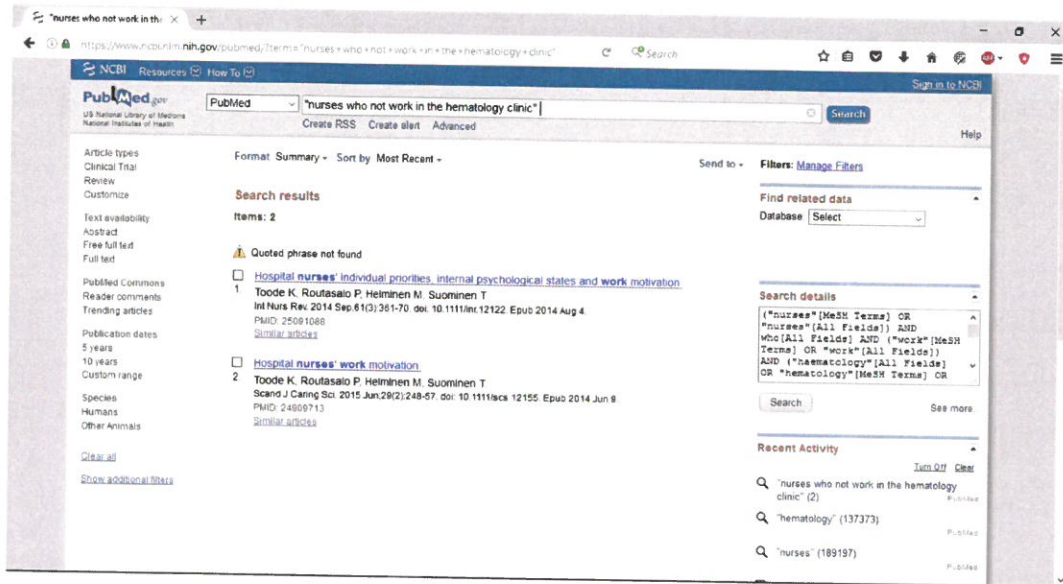 "nurses who not work in the
https://www.ncbi.nlm.nih.gov/pubmed/?term="nurses+who+not+work+in+the+hematology+clinic"
Search
NCBI Resources How To
Sign in to NCBI
PubMed.gov
US National Library of Medicine
National Institutes of Health
PubMed
"nurses who not work in the hematology clinic"
Search
Create RSS Create alert Advanced
Help
Article types
Clinical Trial
Review
Customize
Text availability
Abstract
Free full text
Full text
PubMed Commons
Reader comments
Trending articles
Publication dates
5 years
10 years
Custom range
Species
Humans
Other Animals
Clear all
Show additional filters
Format Summary Sort by Most Recent
Send to
Search results
Items: 2
Quoted phrase not found
Hospital nurses' individual priorities, internal psychological states and work motivation
1. Toode K, Routasalo P, Helminen M, Suominen T
Int Nurs Rev. 2014 Sep;61(3):361-70. doi: 10.1111/inr.12122. Epub 2014 Aug 4.
PMID: 25091088
Similar articles
Hospital nurses' work motivation
2 Toode K, Routasalo P, Helminen M, Suominen T
Scand J Caring Sci. 2015 Jun;29(2):248-57. doi: 10.1111/scs.12155. Epub 2014 Jun 9
PMID: 24909713
Similar articles
Filters: Manage Filters
Find related data
Database Select
Search details
("nurses"[MeSH Terms] OR
"nurses"[All Fields]) AND
who[All Fields] AND ("work"[MeSH
Terms] OR "work"[All Fields])
AND ("haematology"[All Fields]
OR "hematology"[MeSH Terms] OR
Search
See more
Recent Activity
Turn Off Clear
"nurses who not work in the hematology
clinic" (2)
PubMed
"hematology" (137373)
PubMed
"nurses" (189197)
PubMed